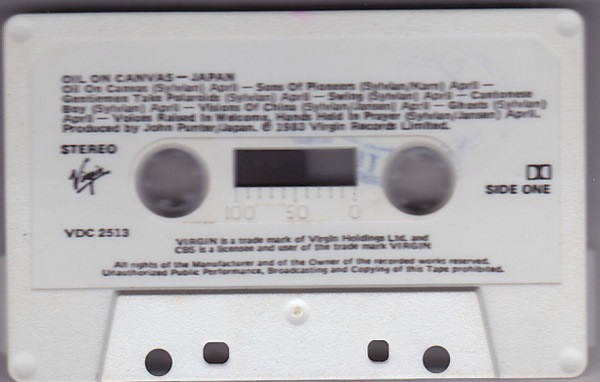 OIL ON CANVAS — JAPAN
Oil On Canvas (Sylvian) April — Sons Of Pioneers (Sylvian/Karn) April —
Gentlemen Take Polaroids (Sylvian) April — Swing (Sylvian) April — Cantonese
Boy (Sylvian) April — Visions Of China (Sylvian/Jansen) April — Ghosts (Sylvian)
April — Voices Raised In Welcome, Hands Held In Prayer (Sylvian/Jansen) April.
Produced by John Punter/Japan. ℗ 1983 Virgin Records Limited.
STEREO
Virgin
100 50 0
SIDE ONE
VDC 2513
VIRGIN is a trade mark of Virgin Holdings Ltd, and
CBS is a licensee and user of the trade mark VIRGIN
All rights of the Manufacturer and of the Owner of the recorded works reserved.
Unauthorized Public Performance, Broadcasting and Copying of this Tape prohibited.